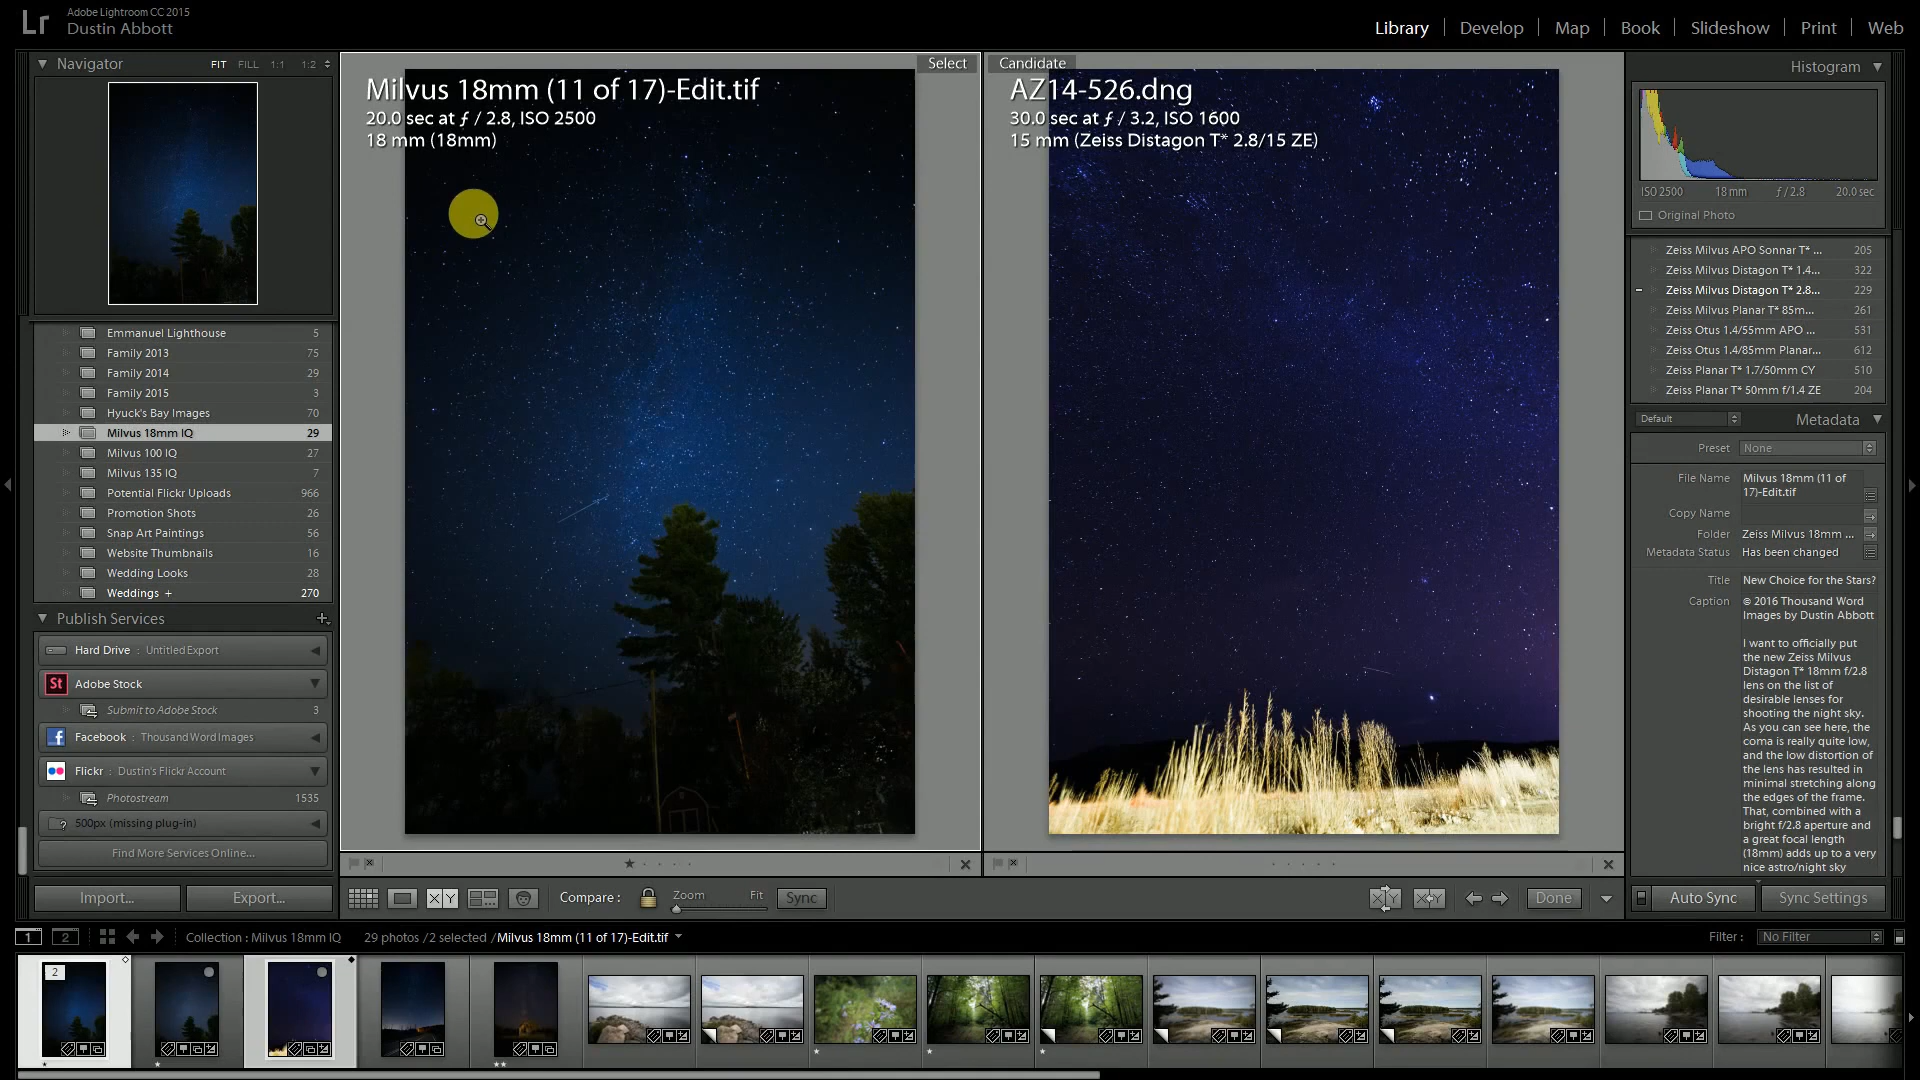 Lr
Adobe Lightroom CC 2015
Dustin Abbott
Library
Develop
Map
Book
Slideshow
Print
Web
Navigator
FIT
FILL
1:1
1:2
Emmanuel Lighthouse 5
Family 2013 75
Family 2014 29
Family 2015 3
Hyuck's Bay Images 70
Milvus 18mm IQ 29
Milvus 100 IQ 27
Milvus 135 IQ 7
Potential Flickr Uploads 966
Promotion Shots 26
Snap Art Paintings 56
Website Thumbnails 16
Wedding Looks 28
Weddings + 270
Publish Services
Hard Drive : Untitled Export
St Adobe Stock
Submit to Adobe Stock 3
f Facebook : Thousand Word Images
Flickr : Dustin's Flickr Account
Photostream 1535
500px (missing plug-in)
Find More Services Online...
Import...
Export...
Select
Milvus 18mm (11 of 17)-Edit.tif
20.0 sec at ƒ / 2.8, ISO 2500
18 mm (18mm)
Candidate
AZ14-526.dng
30.0 sec at ƒ / 3.2, ISO 1600
15 mm (Zeiss Distagon T* 2.8/15 ZE)
XY
Compare :
Zoom
Fit
Sync
Done
Histogram
ISO 2500 18 mm ƒ / 2.8 20.0 sec
Original Photo
Zeiss Milvus APO Sonnar T* ... 205
Zeiss Milvus Distagon T* 1.4... 322
Zeiss Milvus Distagon T* 2.8... 229
Zeiss Milvus Planar T* 85m... 261
Zeiss Otus 1.4/55mm APO ... 531
Zeiss Otus 1.4/85mm Planar... 612
Zeiss Planar T* 1.7/50mm CY 510
Zeiss Planar T* 50mm f/1.4 ZE 204
Default
Metadata
Preset None
File Name Milvus 18mm (11 of
17)-Edit.tif
Copy Name
Folder Zeiss Milvus 18mm ...
Metadata Status Has been changed
Title New Choice for the Stars?
Caption © 2016 Thousand Word
Images by Dustin Abbott
I want to officially put
the new Zeiss Milvus
Distagon T* 18mm f/2.8
lens on the list of
desirable lenses for
shooting the night sky.
As you can see here, the
coma is really quite low,
and the low distortion of
the lens has resulted in
minimal stretching along
the edges of the frame.
That, combined with a
bright f/2.8 aperture and
a great focal length
(18mm) adds up to a very
nice astro/night sky
Auto Sync
Sync Settings
1
2
Collection : Milvus 18mm IQ
29 photos /2 selected /Milvus 18mm (11 of 17)-Edit.tif
Filter :
No Filter
2